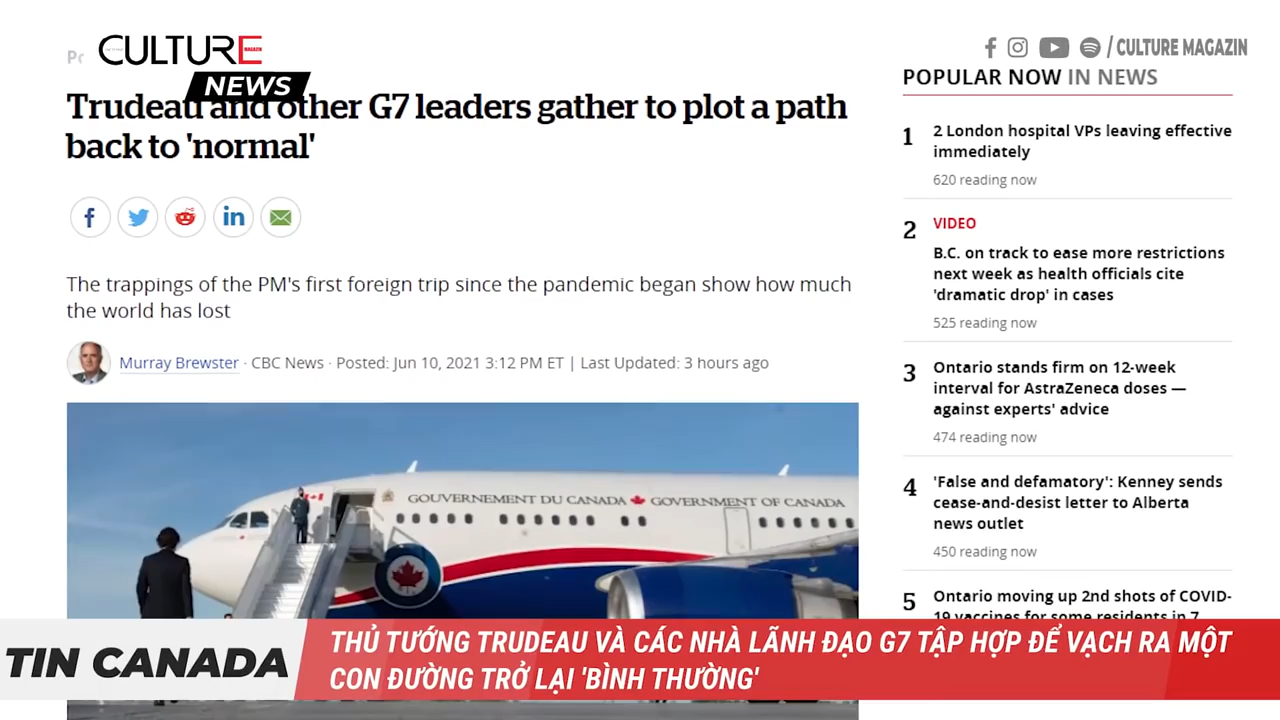 CULTURE
MAGAZIN
NEWS
/ CULTURE MAGAZIN
Trudeau and other G7 leaders gather to plot a path
back to 'normal'
The trappings of the PM's first foreign trip since the pandemic began show how much
the world has lost
Murray Brewster · CBC News · Posted: Jun 10, 2021 3:12 PM ET | Last Updated: 3 hours ago
GOUVERNEMENT DU CANADA GOVERNMENT OF CANADA
POPULAR NOW IN NEWS
1 2 London hospital VPs leaving effective
immediately
620 reading now
2 VIDEO
B.C. on track to ease more restrictions
next week as health officials cite
'dramatic drop' in cases
525 reading now
3 Ontario stands firm on 12-week
interval for AstraZeneca doses —
against experts' advice
474 reading now
4 'False and defamatory': Kenney sends
cease-and-desist letter to Alberta
news outlet
450 reading now
5 Ontario moving up 2nd shots of COVID-
19 vaccines for some residents in 7
TIN CANADA
THỦ TƯỚNG TRUDEAU VÀ CÁC NHÀ LÃNH ĐẠO G7 TẬP HỢP ĐỂ VẠCH RA MỘT
CON ĐƯỜNG TRỞ LẠI 'BÌNH THƯỜNG'